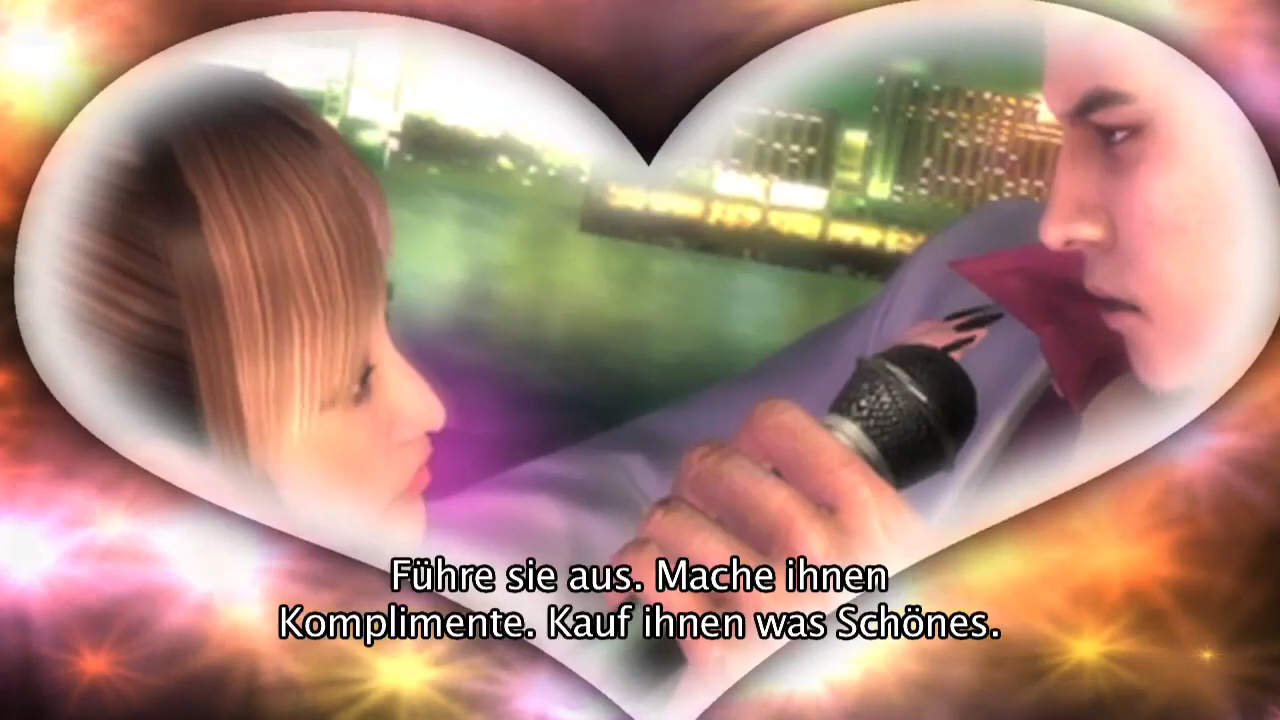 Führe sie aus. Mache ihnen
Komplimente. Kauf ihnen was Schönes.